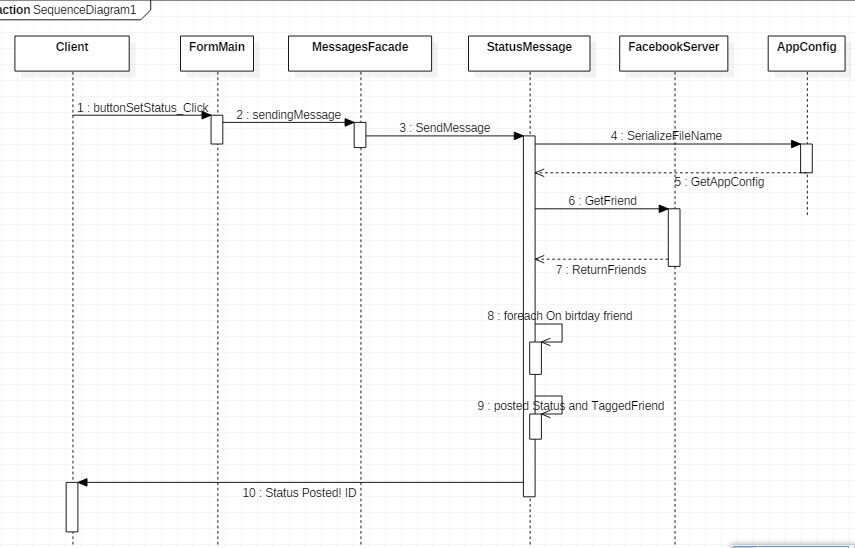 action SequenceDiagram1
Client
FormMain
MessagesFacade
StatusMessage
FacebookServer
AppConfig
1 : buttonSetStatus_Click
2 : sendingMessage
3 : SendMessage
4 : SerializeFileName
5 : GetAppConfig
6 : GetFriend
7 : ReturnFriends
8 : foreach On birtday friend
9 : posted Status and TaggedFriend
10 : Status Posted! ID